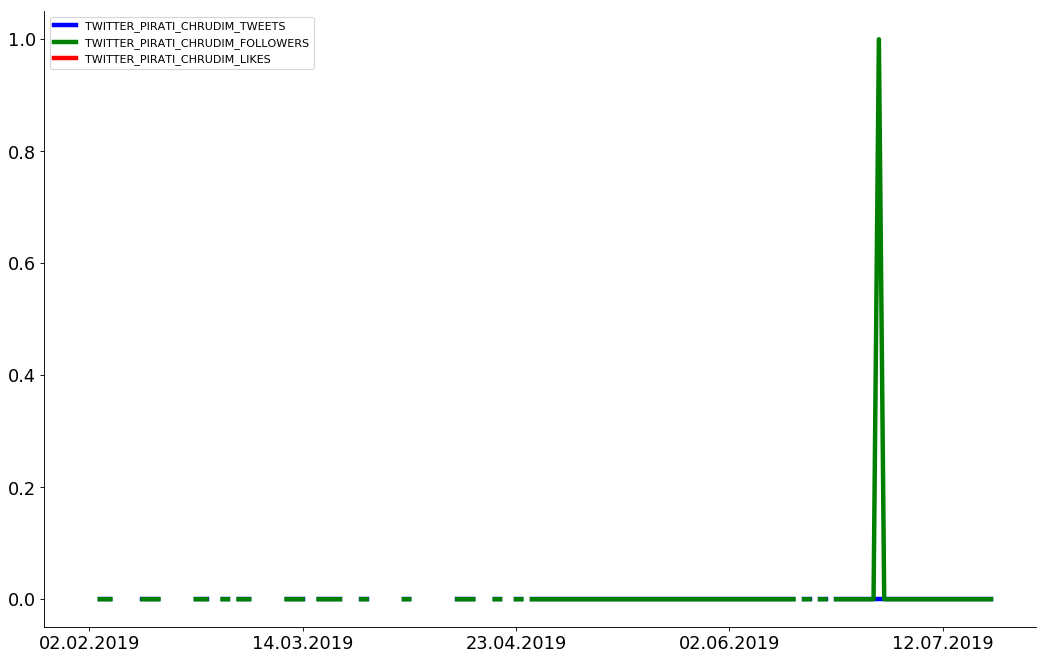 TWITTER_PIRATI_CHRUDIM_TWEETS
TWITTER_PIRATI_CHRUDIM_FOLLOWERS
TWITTER_PIRATI_CHRUDIM_LIKES
1.0
0.8
0.6
0.4
0.2
0.0
02.02.2019 14.03.2019 23.04.2019 02.06.2019 12.07.2019